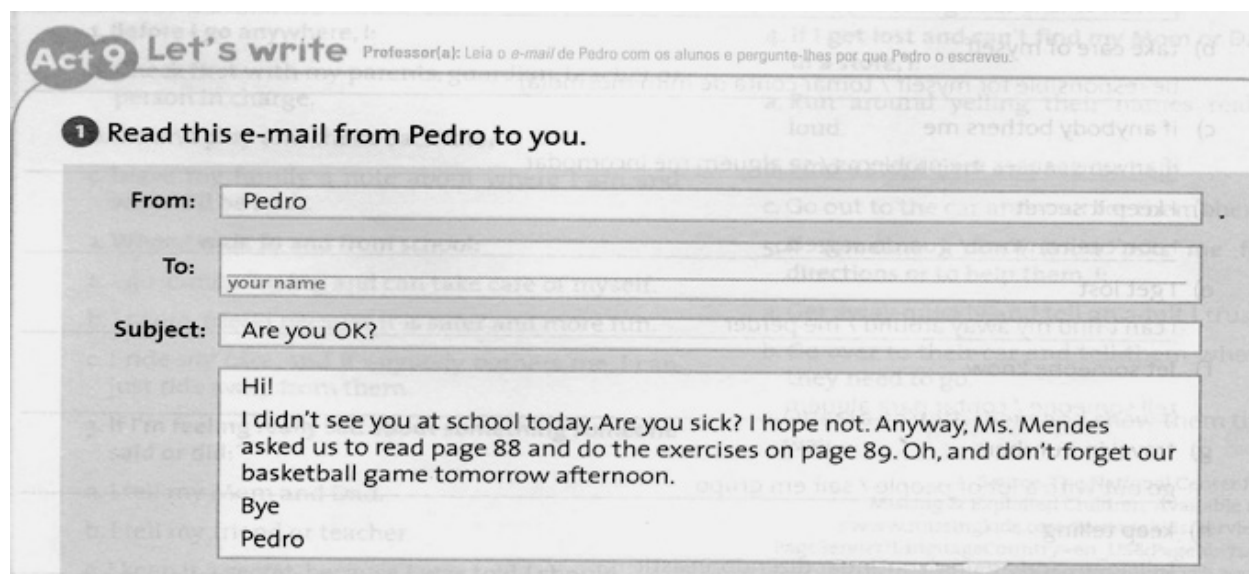 Act 9 Let's write Professor(a): Leia o e-mail de Pedro com os alunos e pergunte-lhes por que Pedro o escreveu.
1 Read this e-mail from Pedro to you.
From: Pedro
To: your name
Subject: Are you OK?
Hi!
I didn't see you at school today. Are you sick? I hope not. Anyway, Ms. Mendes
asked us to read page 88 and do the exercises on page 89. Oh, and don't forget our
basketball game tomorrow afternoon.
Bye
Pedro